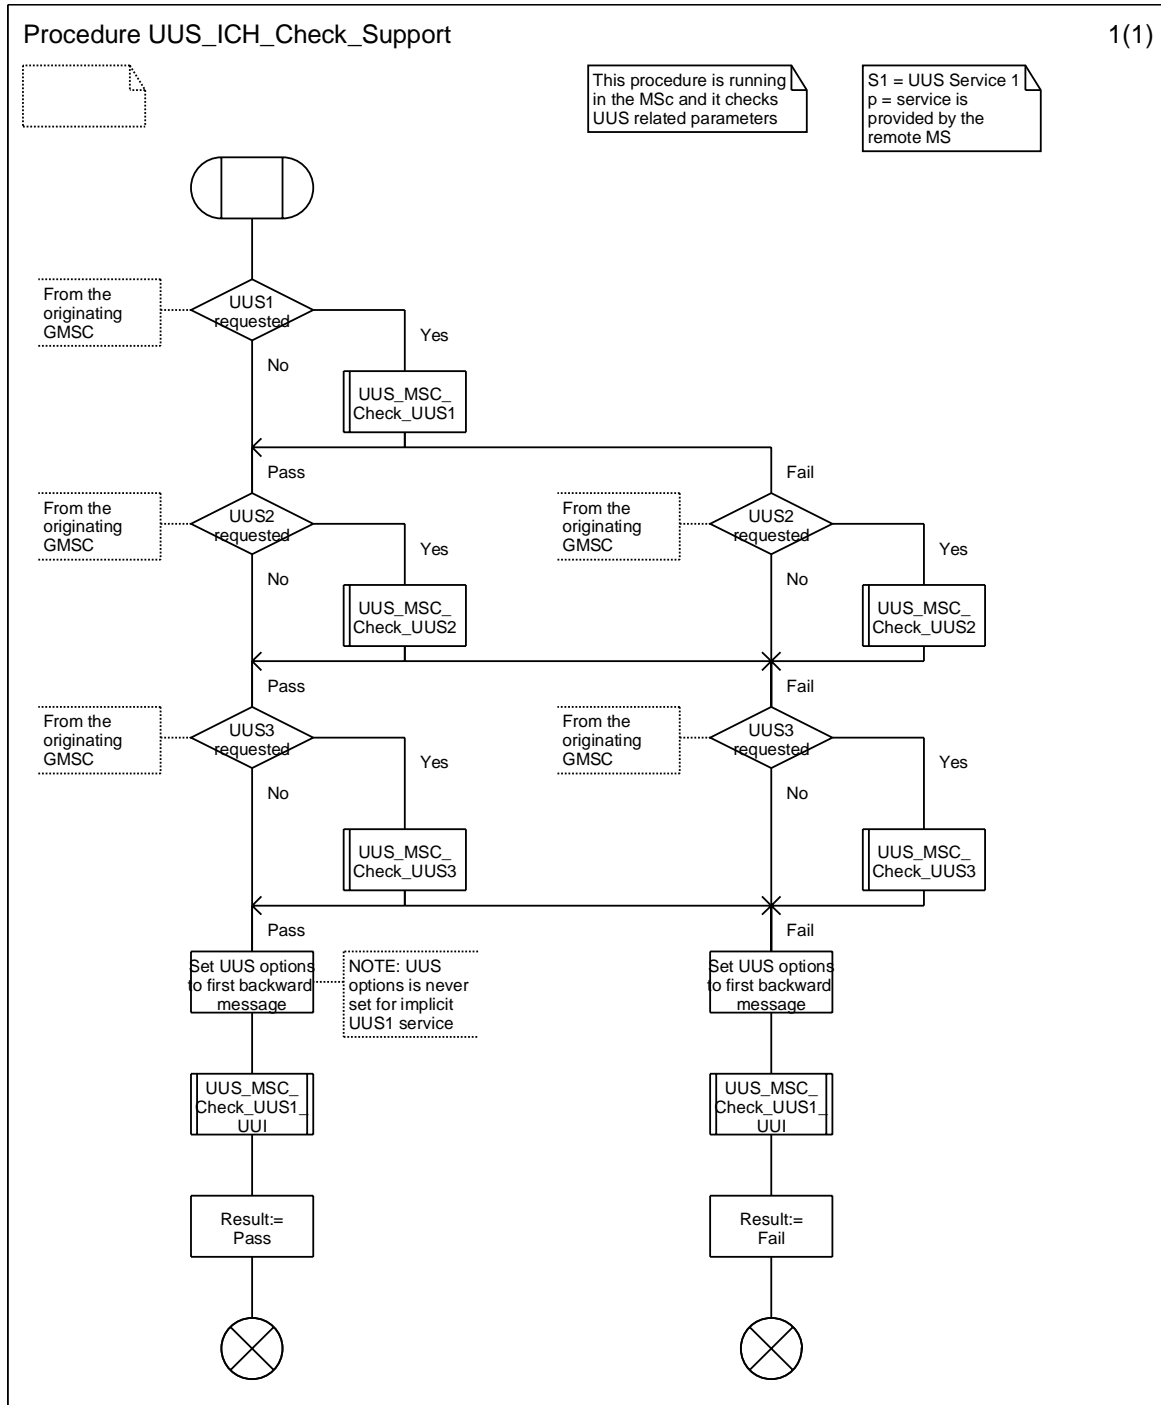 Procedure UUS_ICH_Check_Support
1(1)
This procedure is running
in the MSc and it checks
UUS related parameters
S1 = UUS Service 1
p = service is
provided by the
remote MS
From the
originating
GMSC
UUS1
requested
Yes
No
UUS_MSC_
Check_UUS1
Pass
Fail
From the
originating
GMSC
UUS2
requested
Yes
No
UUS_MSC_
Check_UUS2
From the
originating
GMSC
UUS2
requested
Yes
No
UUS_MSC_
Check_UUS2
Pass
Fail
From the
originating
GMSC
UUS3
requested
Yes
No
UUS_MSC_
Check_UUS3
From the
originating
GMSC
UUS3
requested
Yes
No
UUS_MSC_
Check_UUS3
Pass
Fail
Set UUS options
to first backward
message
NOTE: UUS
options is never
set for implicit
UUS1 service
Set UUS options
to first backward
message
UUS_MSC_
Check_UUS1_
UUI
UUS_MSC_
Check_UUS1_
UUI
Result:=
Pass
Result:=
Fail